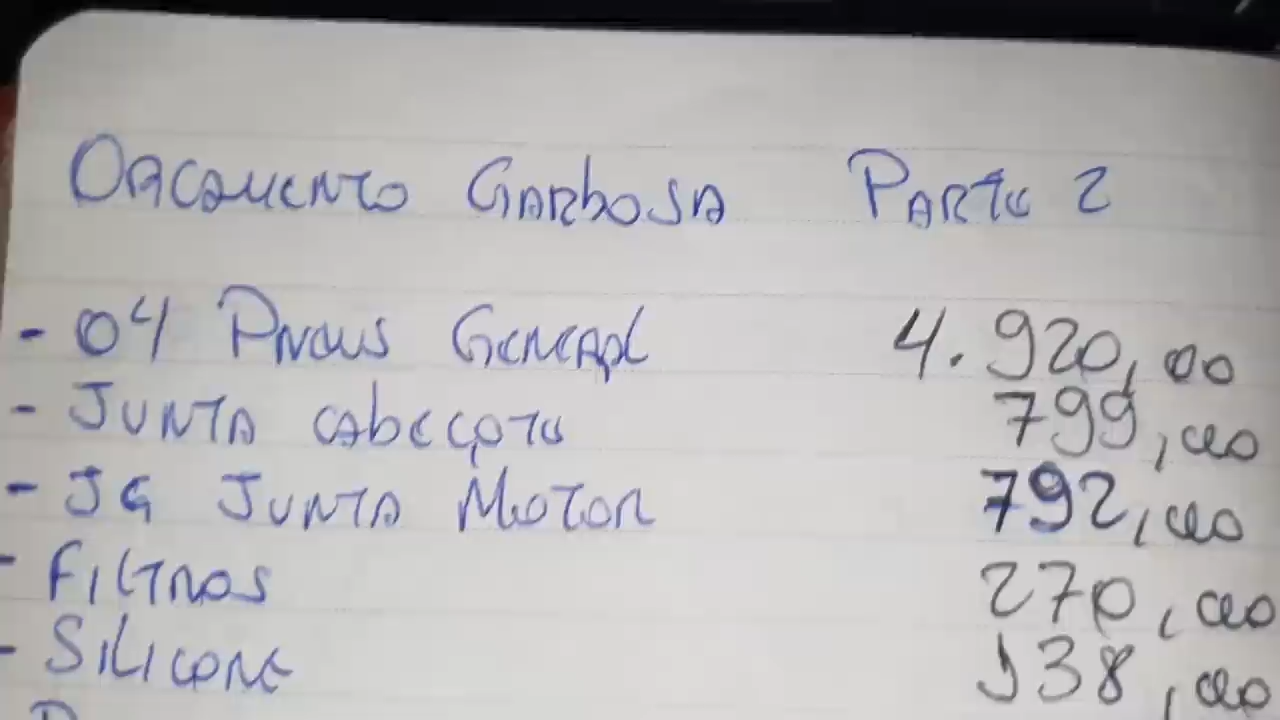 Orcamento Garbosa Parte 2
- 04 Pneus General 4.920,00
- Junta cabeçote 799,00
- JG Junta Motor 792,00
- Filtros 270,00
- Silicone 138,00